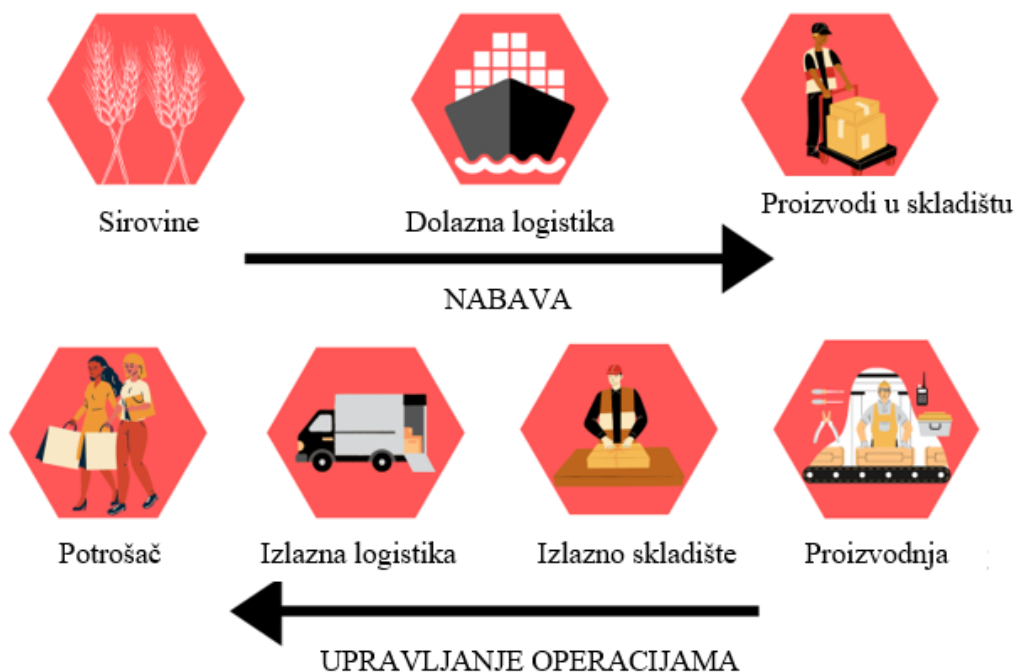 Sirovine
Dolazna logistika
Proizvodi u skladištu
NABAVA
Potrošač
Izlazna logistika
Izlazno skladište
Proizvodnja
UPRAVLJANJE OPERACIJAMA